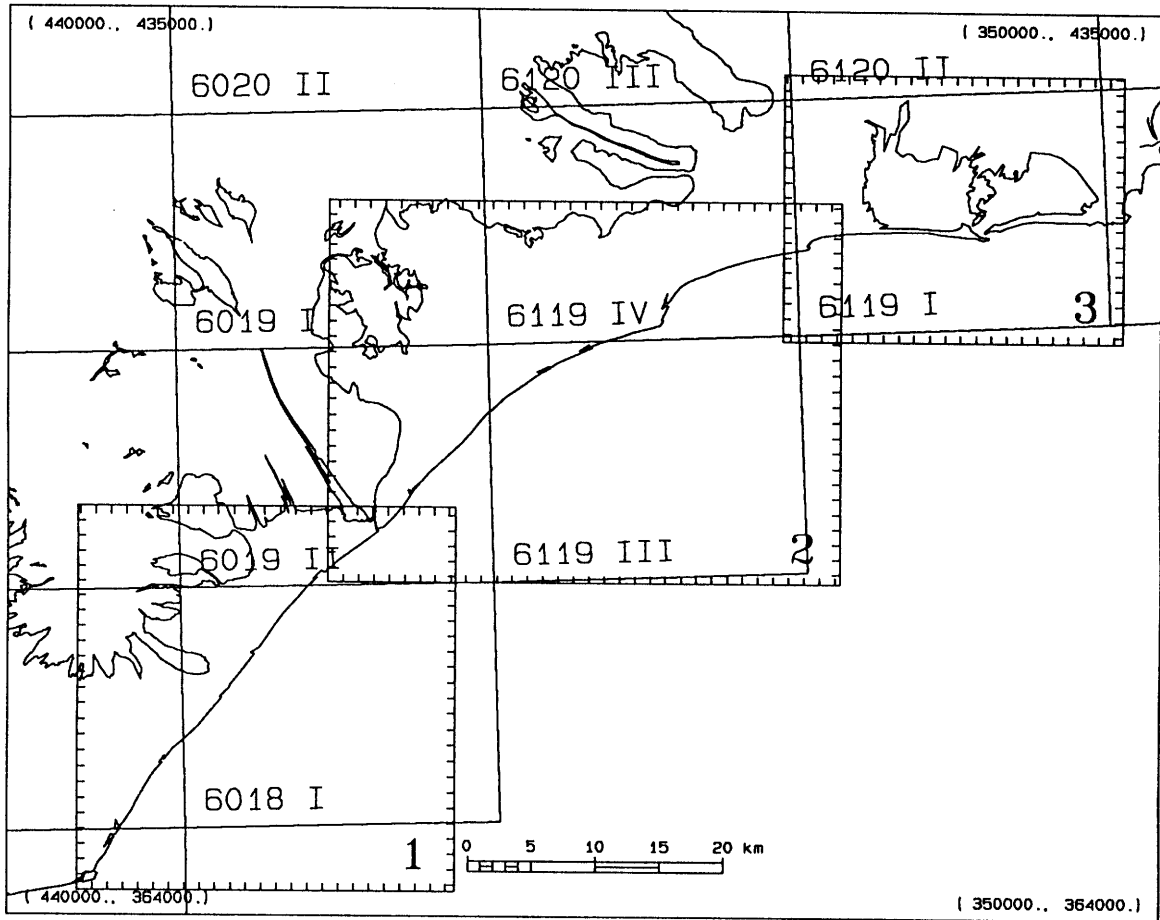 ( 440000., 435000.)
( 350000., 435000.)
6020 II
6120 III
6120 II
6019 I
6119 IV
6119 I
3
6019 II
6119 III
2
6018 I
1
0 5 10 15 20 km
( 440000., 364000.)
( 350000., 364000.)